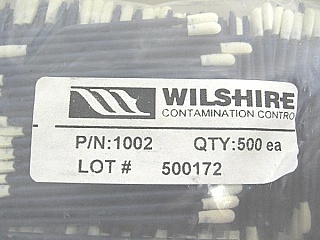 WILSHIRE
CONTAMINATION CONTRO
P/N:1002 QTY:500 ea
LOT # 500172